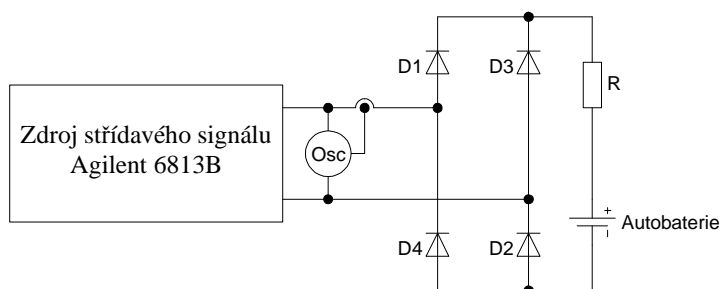 Zdroj střídavého signálu
Agilent 6813B
Osc
D1
D3
D4
D2
R
+
Autobaterie